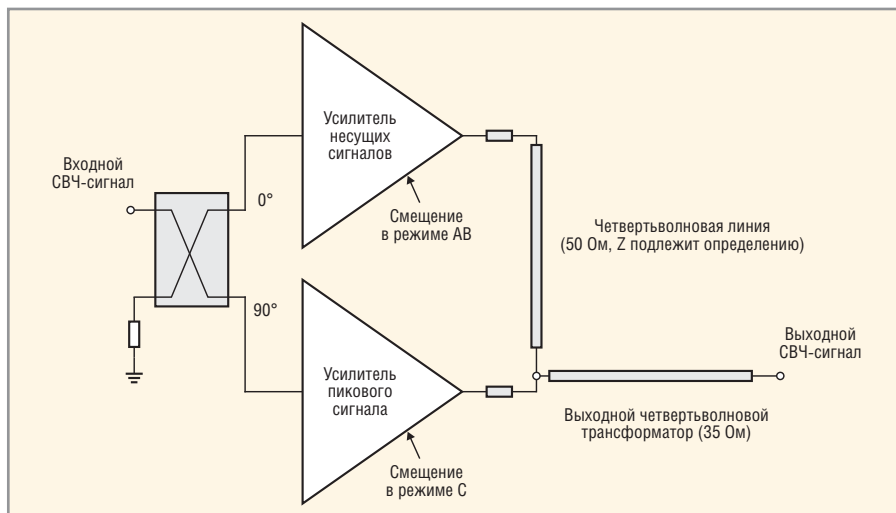 Входной
СВЧ-сигнал
0°
90°
Усилитель
несущих
сигналов
Смещение
в режиме АВ
Четвертьволновая линия
(50 Ом, Z подлежит определению)
Усилитель
пикового
сигнала
Смещение
в режиме С
Выходной
СВЧ-сигнал
Выходной четвертьволновой
трансформатор (35 Ом)